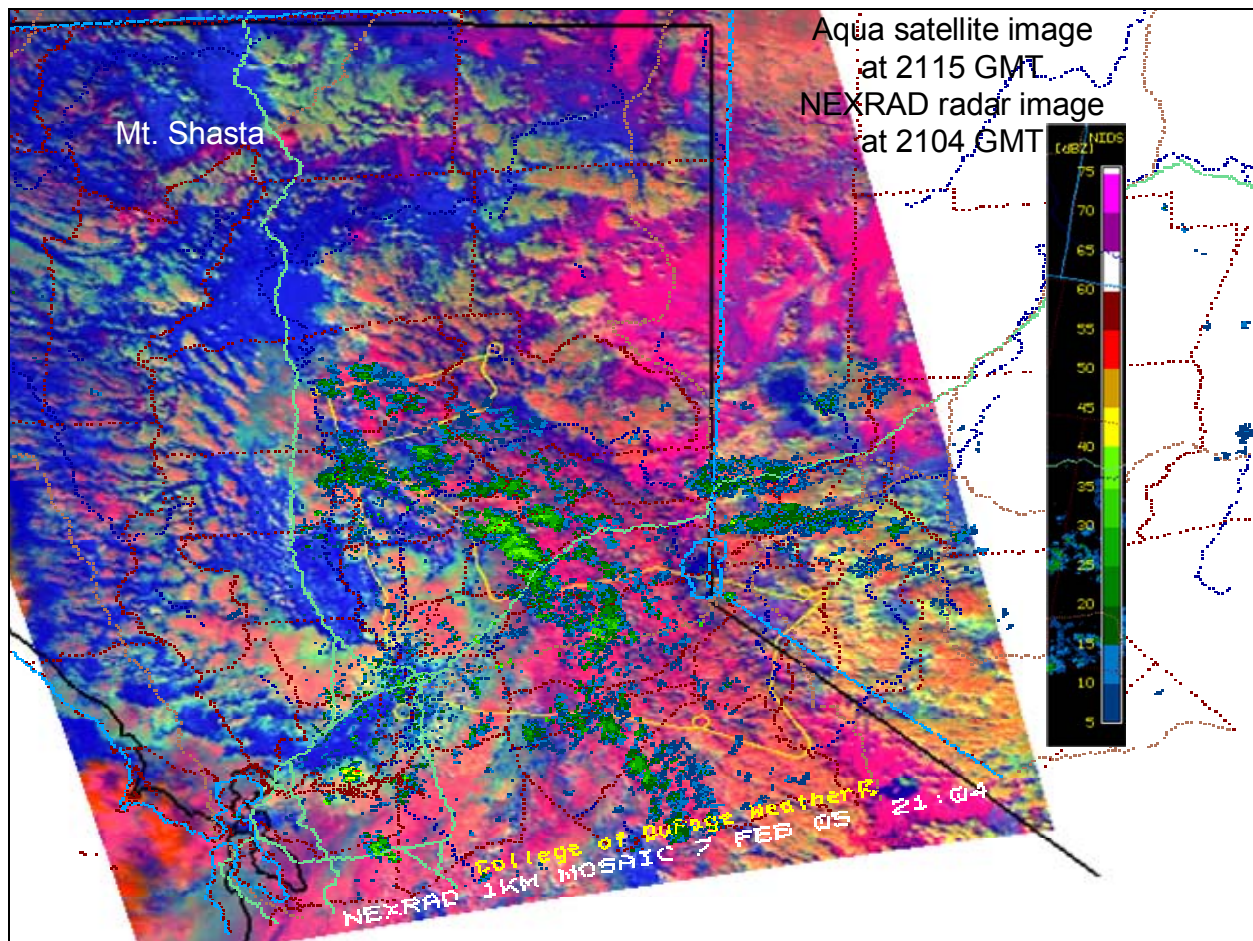 Aqua satellite image
at 2115 GMT
NEXRAD radar image
at 2104 GMT
Mt. Shasta
NIDS
[dBZ]
75
70
65
60
55
50
45
40
35
30
25
20
15
10
5
College of DuPage Weather
NEXRAD 1KM MOSAIC 7 FEB 05 21:04